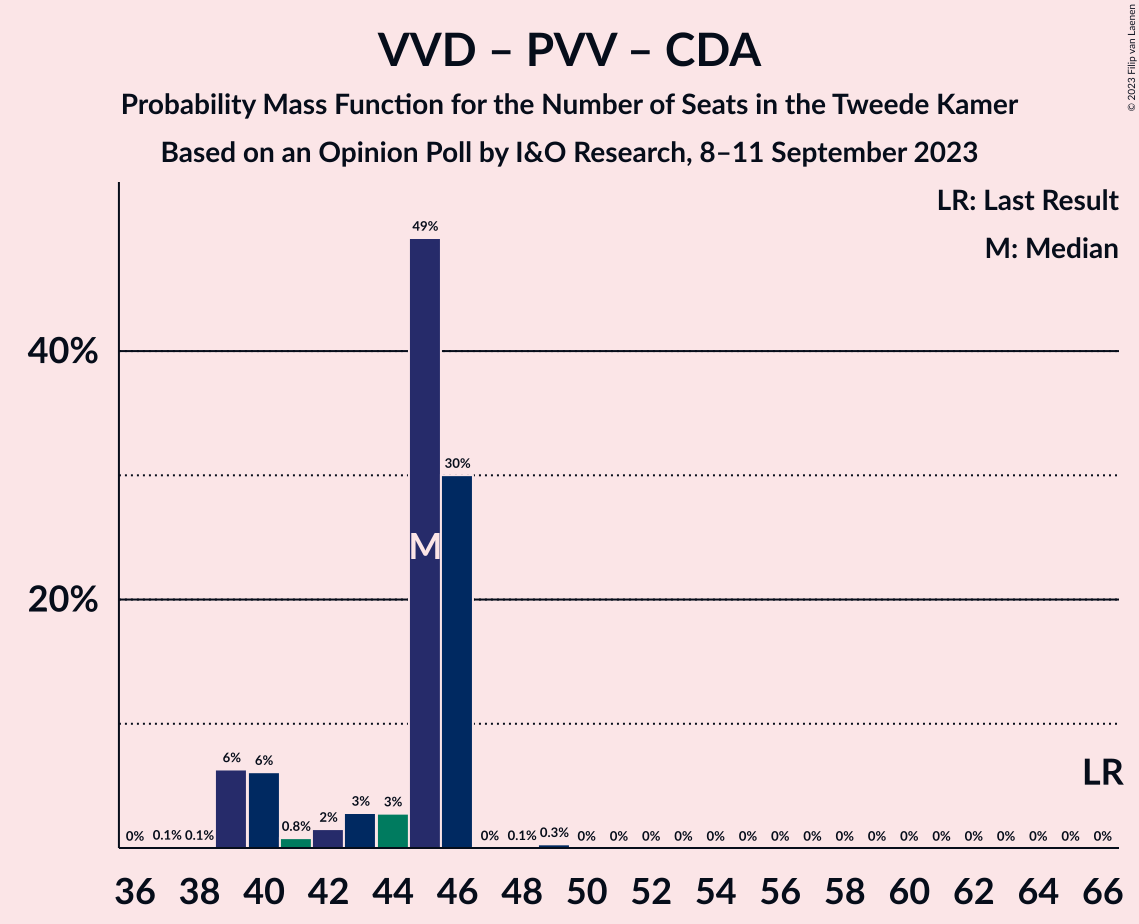 VVD – PVV – CDA
Probability Mass Function for the Number of Seats in the Tweede Kamer
Based on an Opinion Poll by I&O Research, 8–11 September 2023
© 2023 Filip van Laenen
LR: Last Result
M: Median
40%
20%
0% 0.1% 0.1% 6% 6% 0.8% 2% 3% 3% 49% 30% 0% 0.1% 0.3% 0% 0% 0% 0% 0% 0% 0% 0% 0% 0% 0% 0% 0% 0% 0% 0% 0%
M
LR
36 38 40 42 44 46 48 50 52 54 56 58 60 62 64 66